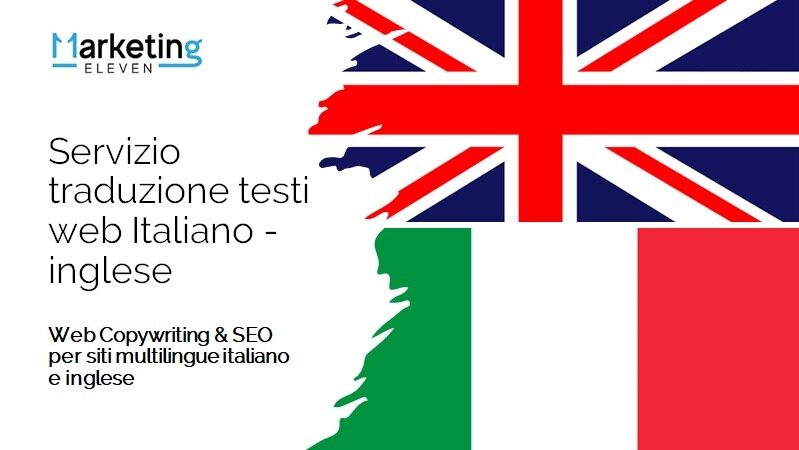 Marketing
ELEVEN
Servizio
traduzione testi
web Italiano -
inglese
Web Copywriting & SEO
per siti multilingue italiano
e inglese